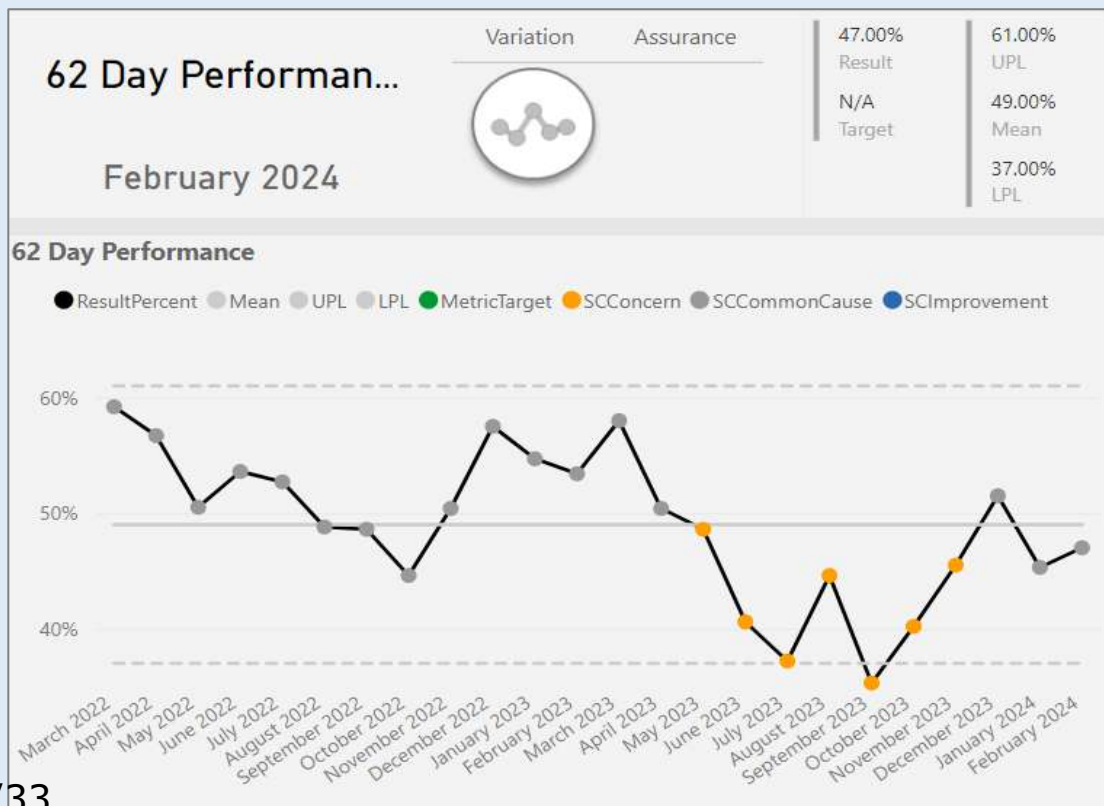 62 Day Performan...
February 2024
Variation Assurance
47.00%
Result
N/A
Target
61.00%
UPL
49.00%
Mean
37.00%
LPL
62 Day Performance
ResultPercent Mean UPL LPL MetricTarget SCConcern SCCommonCause SCImprovement
60%
50%
40%
March 2022
April 2022
May 2022
June 2022
July 2022
August 2022
September 2022
October 2022
November 2022
December 2022
January 2023
February 2023
March 2023
April 2023
May 2023
June 2023
July 2023
August 2023
September 2023
October 2023
November 2023
December 2023
January 2024
February 2024
/33